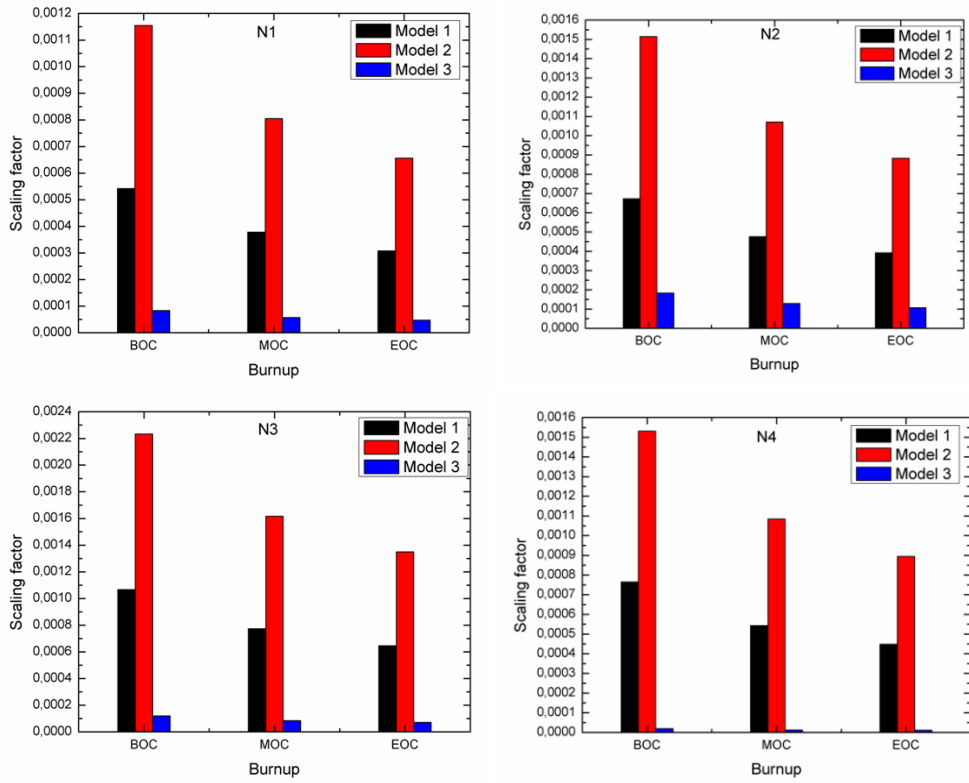 N1
Model 1
Model 2
Model 3
0,0012
0,0011
0,0010
0,0009
0,0008
0,0007
0,0006
0,0005
0,0004
0,0003
0,0002
0,0001
0,0000
Scaling factor
BOC
MOC
EOC
Burnup
N2
Model 1
Model 2
Model 3
0,0016
0,0015
0,0014
0,0013
0,0012
0,0011
0,0010
0,0009
0,0008
0,0007
0,0006
0,0005
0,0004
0,0003
0,0002
0,0001
0,0000
Scaling factor
BOC
MOC
EOC
Burnup
N3
Model 1
Model 2
Model 3
0,0024
0,0022
0,0020
0,0018
0,0016
0,0014
0,0012
0,0010
0,0008
0,0006
0,0004
0,0002
0,0000
Scaling factor
BOC
MOC
EOC
Burnup
N4
Model 1
Model 2
Model 3
0,0016
0,0015
0,0014
0,0013
0,0012
0,0011
0,0010
0,0009
0,0008
0,0007
0,0006
0,0005
0,0004
0,0003
0,0002
0,0001
0,0000
Scaling factor
BOC
MOC
EOC
Burnup